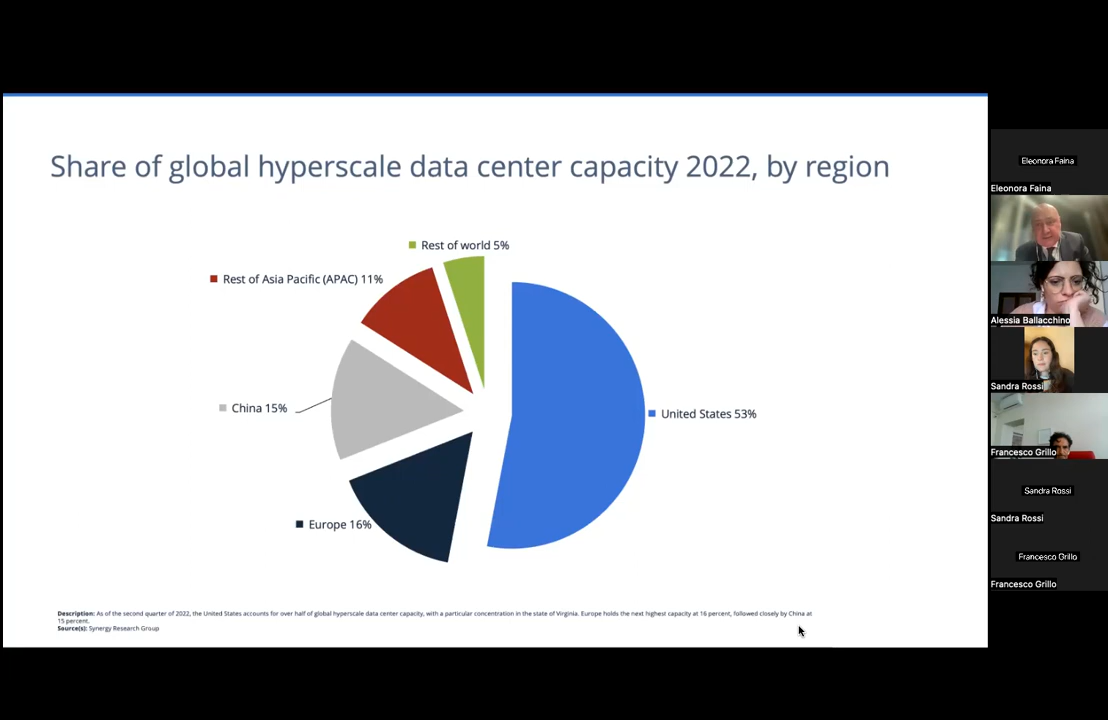 Share of global hyperscale data center capacity 2022, by region
Rest of world 5%
Rest of Asia Pacific (APAC) 11%
China 15%
United States 53%
Europe 16%
Description: As of the second quarter of 2022, the United States accounts for over half of global hyperscale data center capacity, with a particular concentration in the state of Virginia. Europe holds the next highest capacity at 16 percent, followed closely by China at
15 percent.
Source(s): Synergy Research Group
Eleonora Faina
Eleonora Faina
Alessia Ballacchino
Sandra Rossi
Francesco Grillo
Sandra Rossi
Sandra Rossi
Francesco Grillo
Francesco Grillo